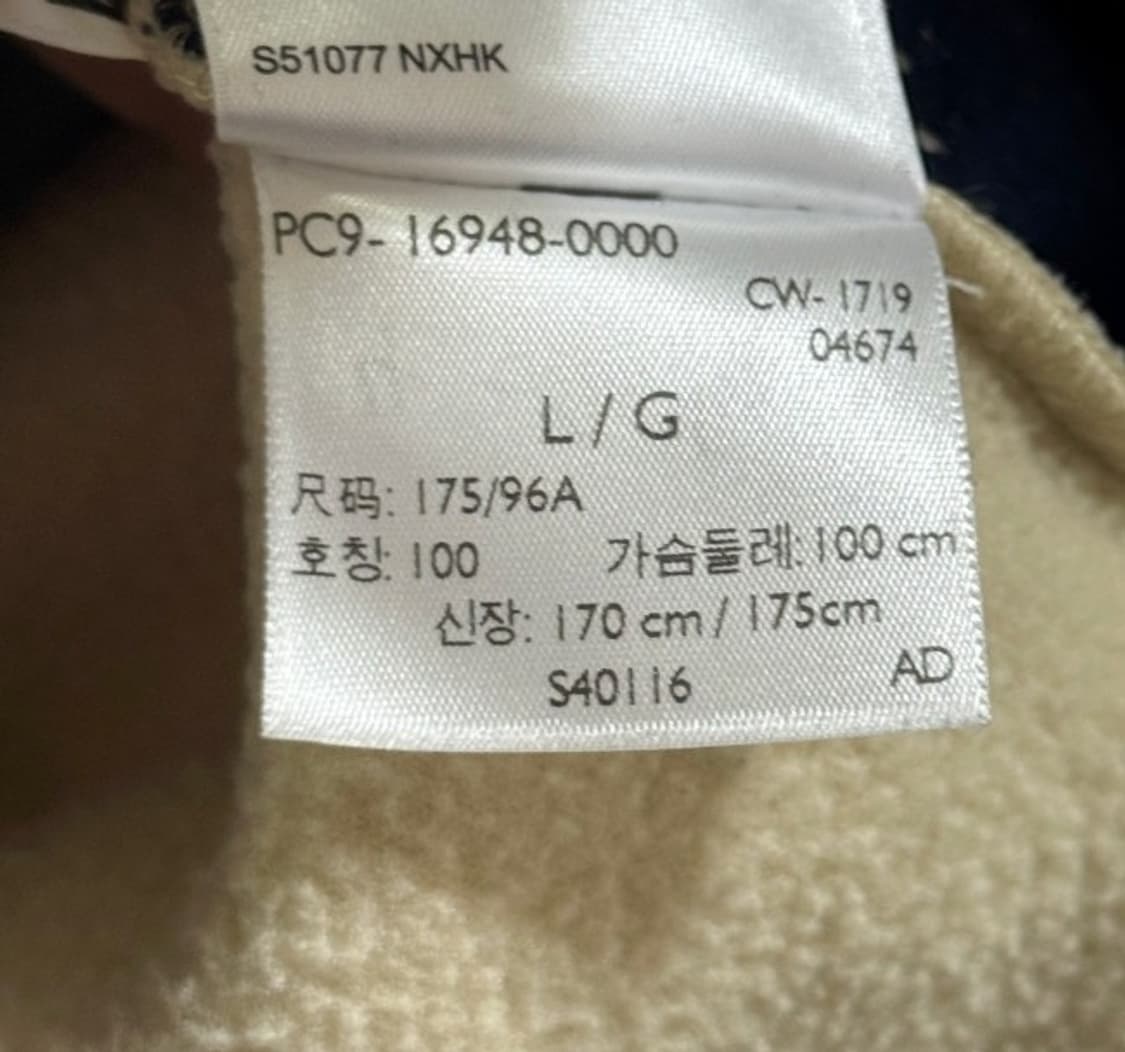 S51077 NXHK
PC9-16948-0000
CW-1719
04674
L / G
尺码: 175/96A
호칭: 100 가슴둘레: 100 cm
신장: 170 cm / 175cm
S40116 AD